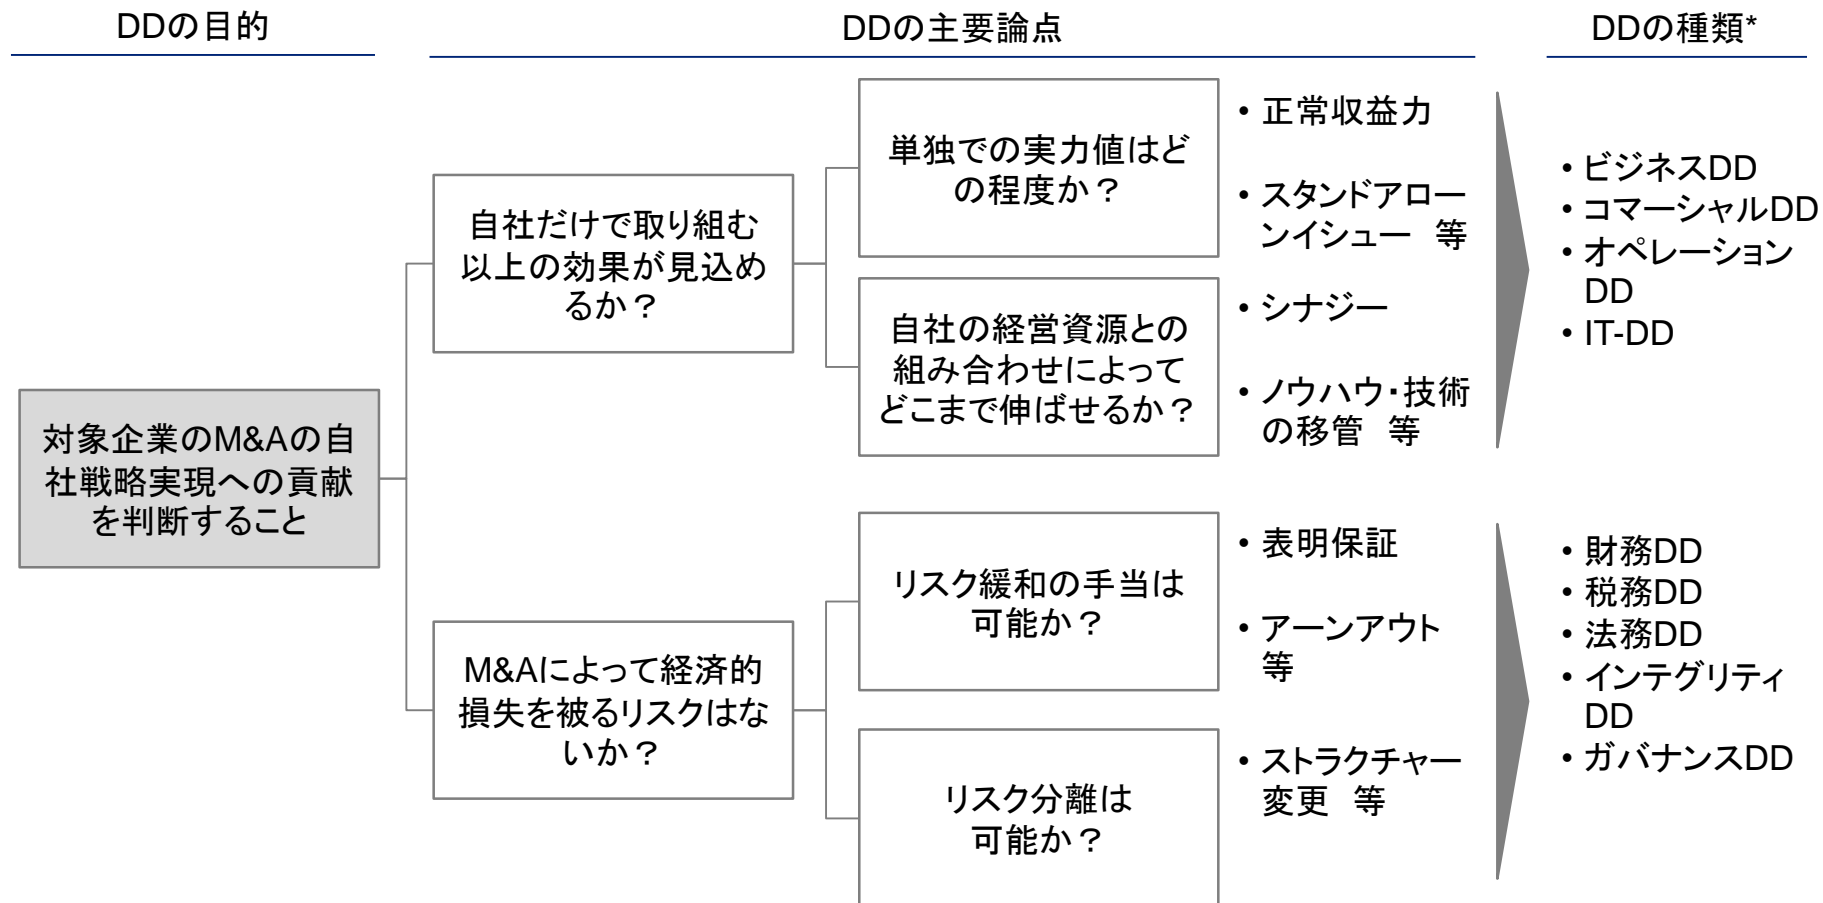 DDの目的
DDの主要論点
DDの種類*
対象企業のM&Aの自
社戦略実現への貢献
を判断すること
自社だけで取り組む
以上の効果が見込め
るか？
単独での実力値はど
の程度か？
• 正常収益力
• スタンドアロー
ンイシュー　等
自社の経営資源との
組み合わせによって
どこまで伸ばせるか？
• シナジー
• ノウハウ・技術
の移管　等
• ビジネスDD
• コマーシャルDD
• オペレーション
DD
• IT-DD
M&Aによって経済的
損失を被るリスクはな
いか？
リスク緩和の手当は
可能か？
• 表明保証
• アーンアウト
等
リスク分離は
可能か？
• ストラクチャー
変更　等
• 財務DD
• 税務DD
• 法務DD
• インテグリティ
DD
• ガバナンスDD